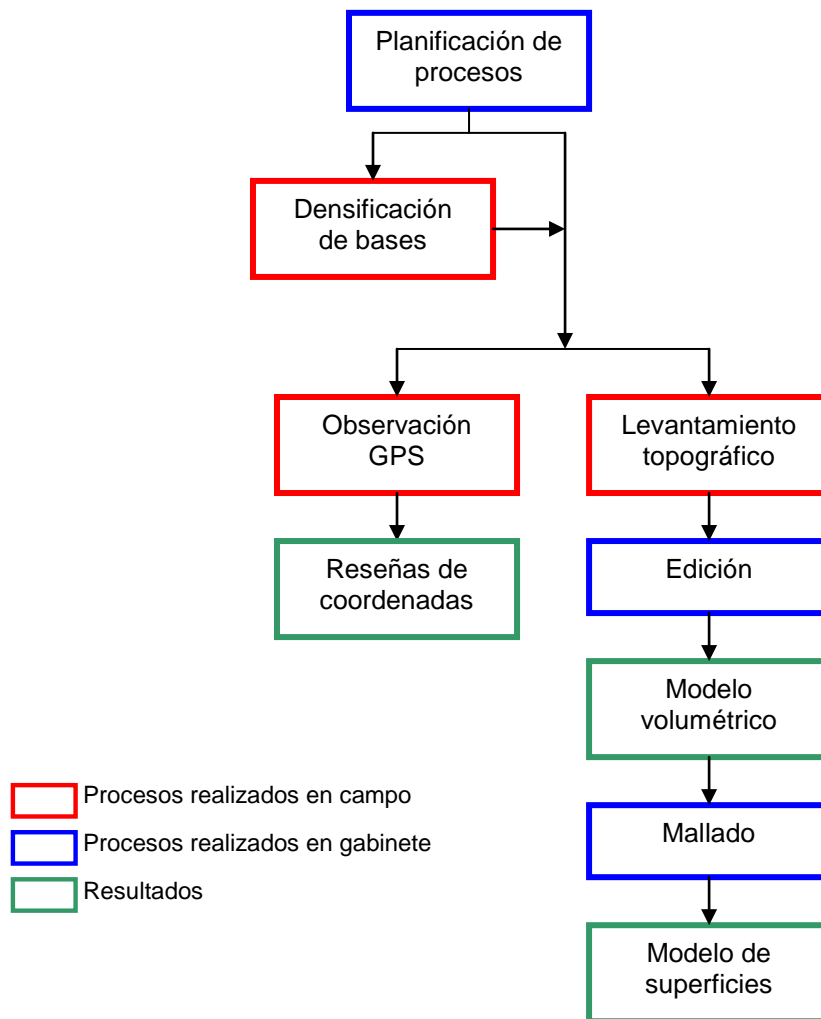 Planificación de
procesos
Densificación
de bases
Observación
GPS
Levantamiento
topográfico
Reseñas de
coordenadas
Edición
Modelo
volumétrico
Mallado
Modelo de
superficies
Procesos realizados en campo
Procesos realizados en gabinete
Resultados